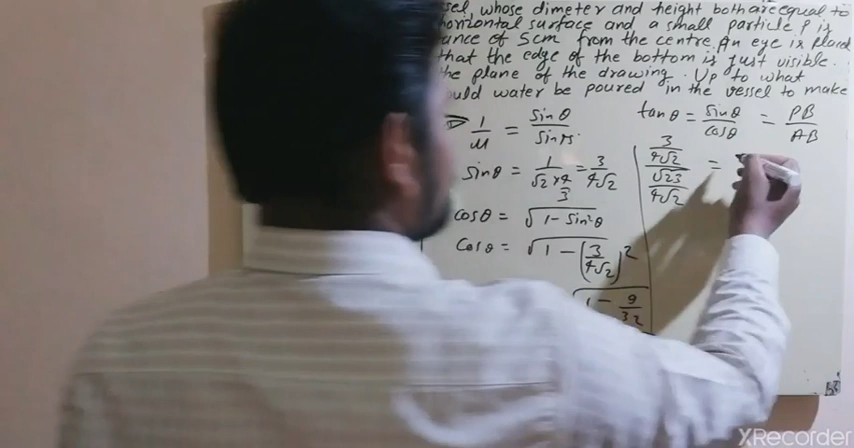 sel, whose dimeter and height both are equal to
horizontal surface and a small particle P is
ance of 5cm from the centre. An eye is placed
that the edge of the bottom is just visible.
the plane of the drawing. Up to what
ould water be poured in the vessel to make
1/μ = sinθ/sin45.
sinθ = 1/(√2 × 4/3) = 3/4√2
cosθ = √(1 - sin²θ)
cosθ = √(1 - (3/4√2)²)
1 - 9/32
tanθ = sinθ/cosθ = PB/AB
(3/4√2)/(√23/4√2) =
XRecorder